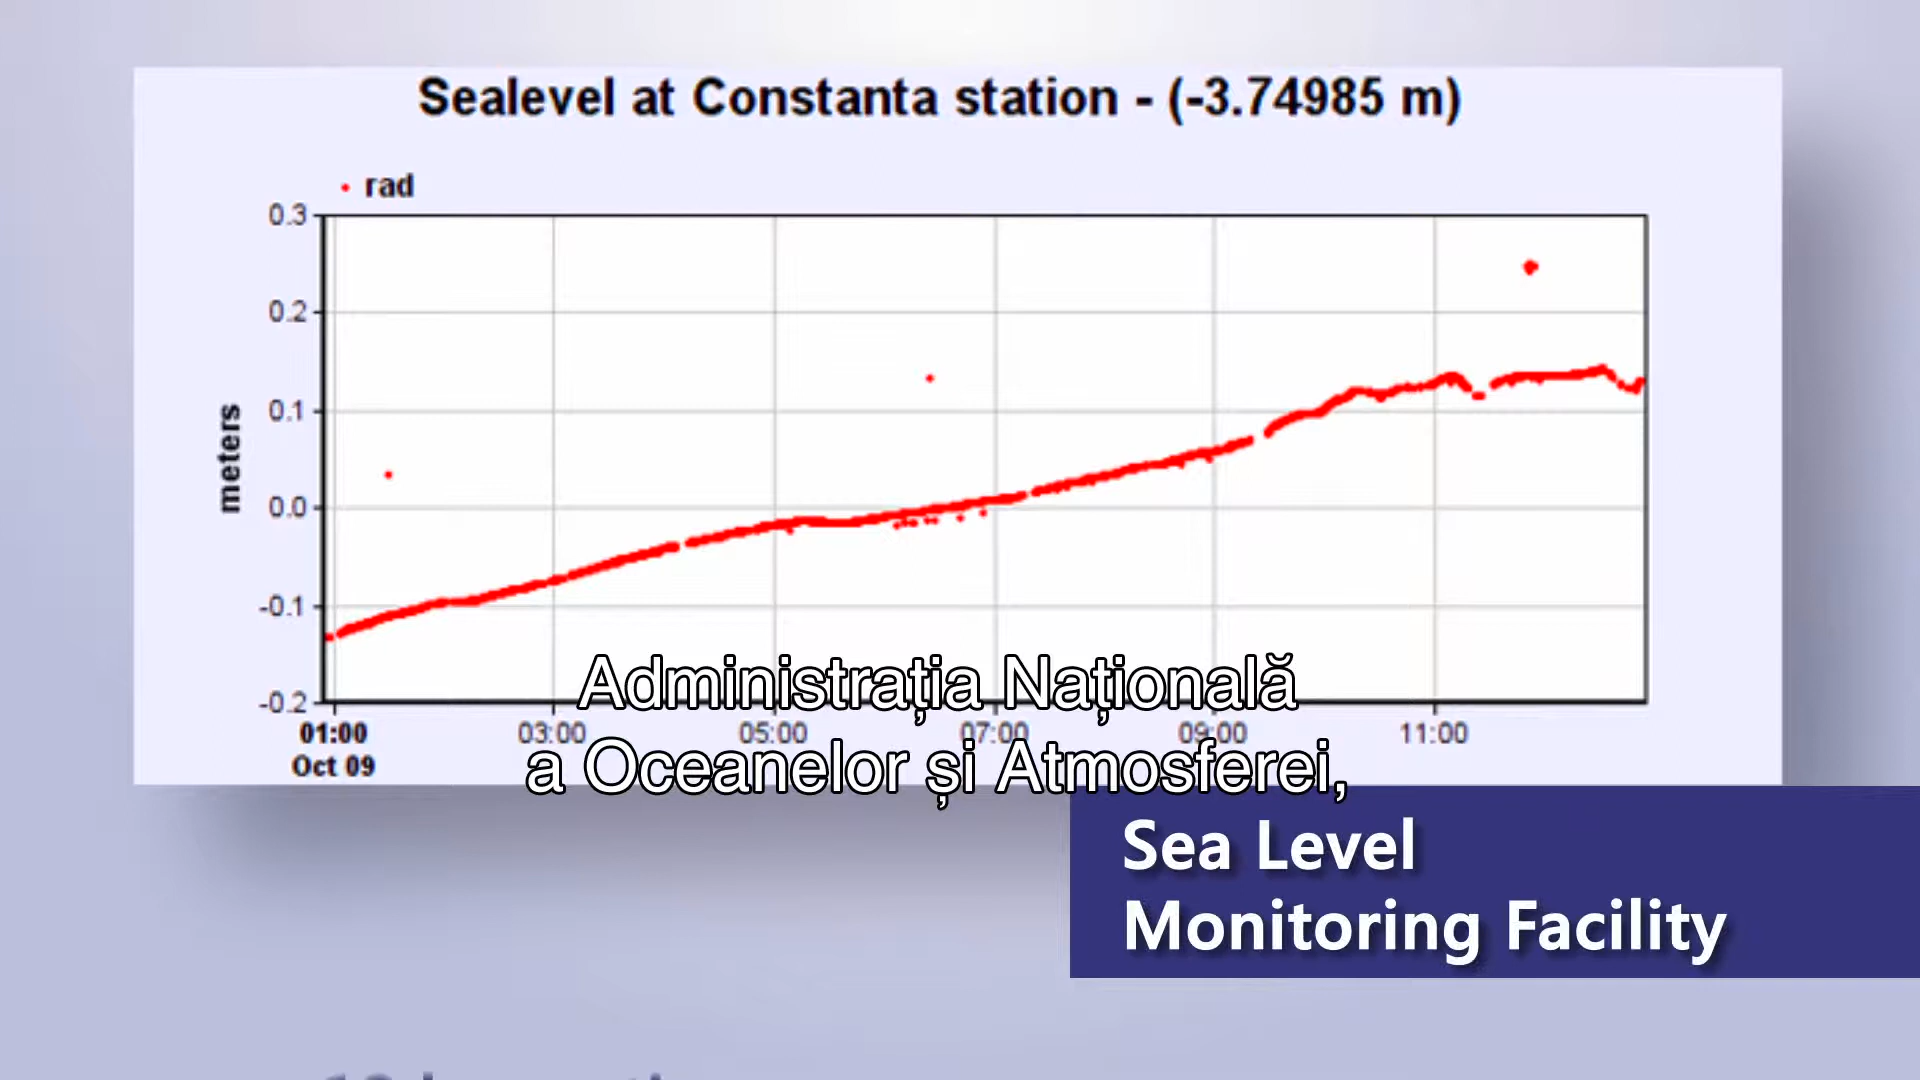 Sealevel at Constanta station - (-3.74985 m)
rad
0.3
0.2
0.1
0.0
-0.1
-0.2
meters
01:00 03:00 05:00 07:00 09:00 11:00
Oct 09
Administrația Națională
a Oceanelor și Atmosferei,
Sea Level
Monitoring Facility